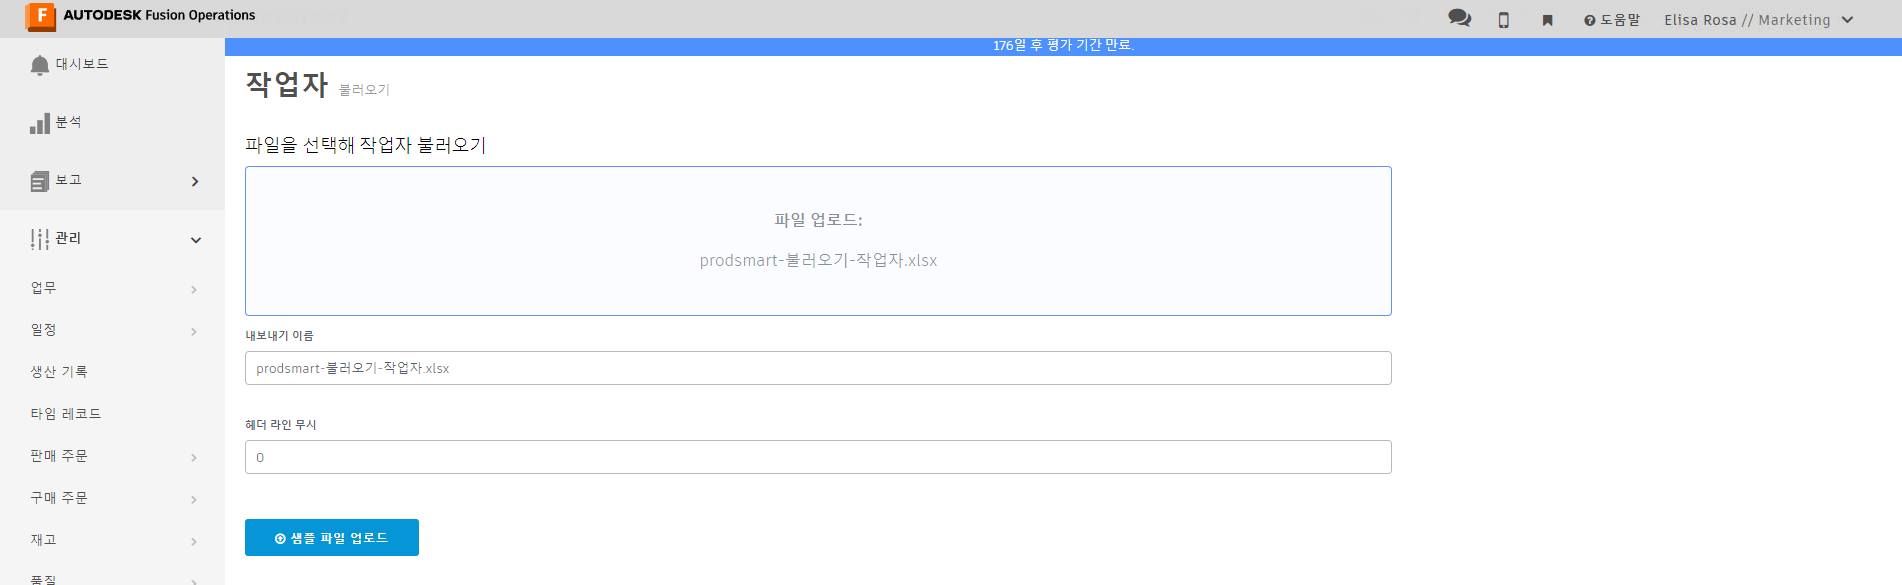 AUTODESK Fusion Operations
도움말
Elisa Rosa // Marketing
176일 후 평가 기간 만료.
대시보드
분석
보고
관리
업무
일정
생산 기록
타임 레코드
판매 주문
구매 주문
재고
품질
작업자 불러오기
파일을 선택해 작업자 불러오기
파일 업로드:
prodsmart-불러오기-작업자.xlsx
내보내기 이름
prodsmart-불러오기-작업자.xlsx
헤더 라인 무시
0
샘플 파일 업로드